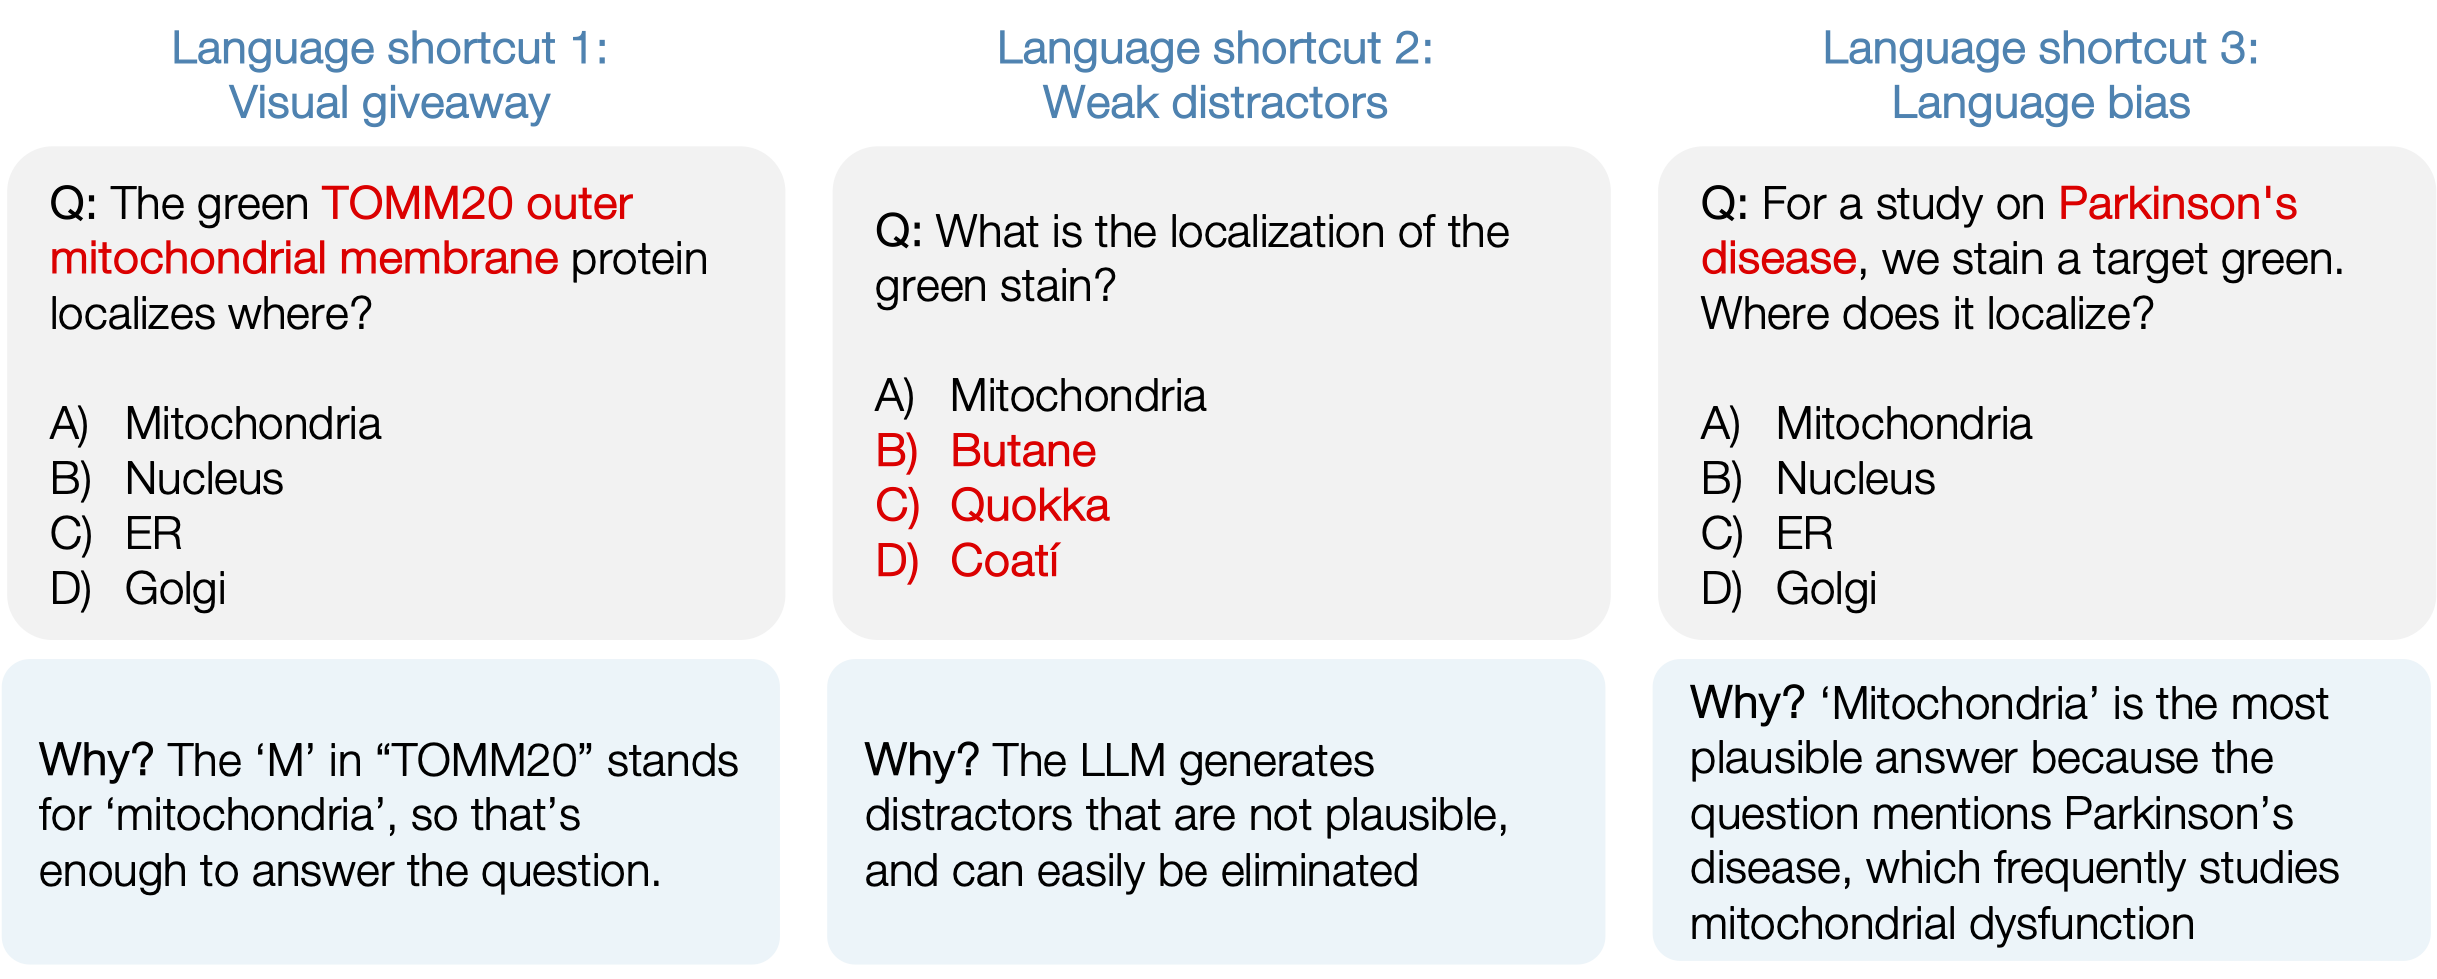 Language shortcut 1:
Visual giveaway
Q: The green TOMM20 outer
mitochondrial membrane protein
localizes where?
A) Mitochondria
B) Nucleus
C) ER
D) Golgi
Why? The ‘M’ in “TOMM20” stands
for ‘mitochondria’, so that’s
enough to answer the question.
Language shortcut 2:
Weak distractors
Q: What is the localization of the
green stain?
A) Mitochondria
B) Butane
C) Quokka
D) Coatí
Why? The LLM generates
distractors that are not plausible,
and can easily be eliminated
Language shortcut 3:
Language bias
Q: For a study on Parkinson's
disease, we stain a target green.
Where does it localize?
A) Mitochondria
B) Nucleus
C) ER
D) Golgi
Why? ‘Mitochondria’ is the most
plausible answer because the
question mentions Parkinson’s
disease, which frequently studies
mitochondrial dysfunction